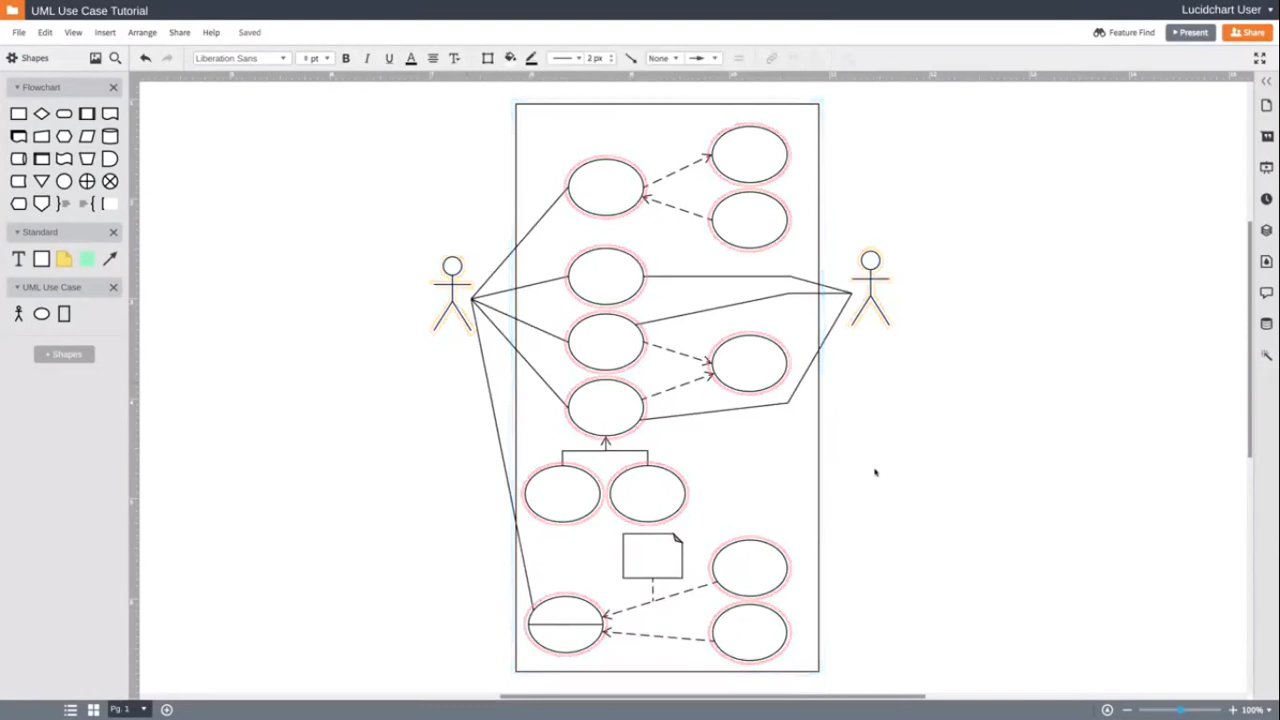 UML Use Case Tutorial
Lucidchart User
File Edit View Insert Arrange Share Help Saved
Feature Find Present Share
Shapes
Liberation Sans
8 pt
B I U A T
2 px
None
Flowchart
Standard
T
UML Use Case
+ Shapes
Pg. 1
100%